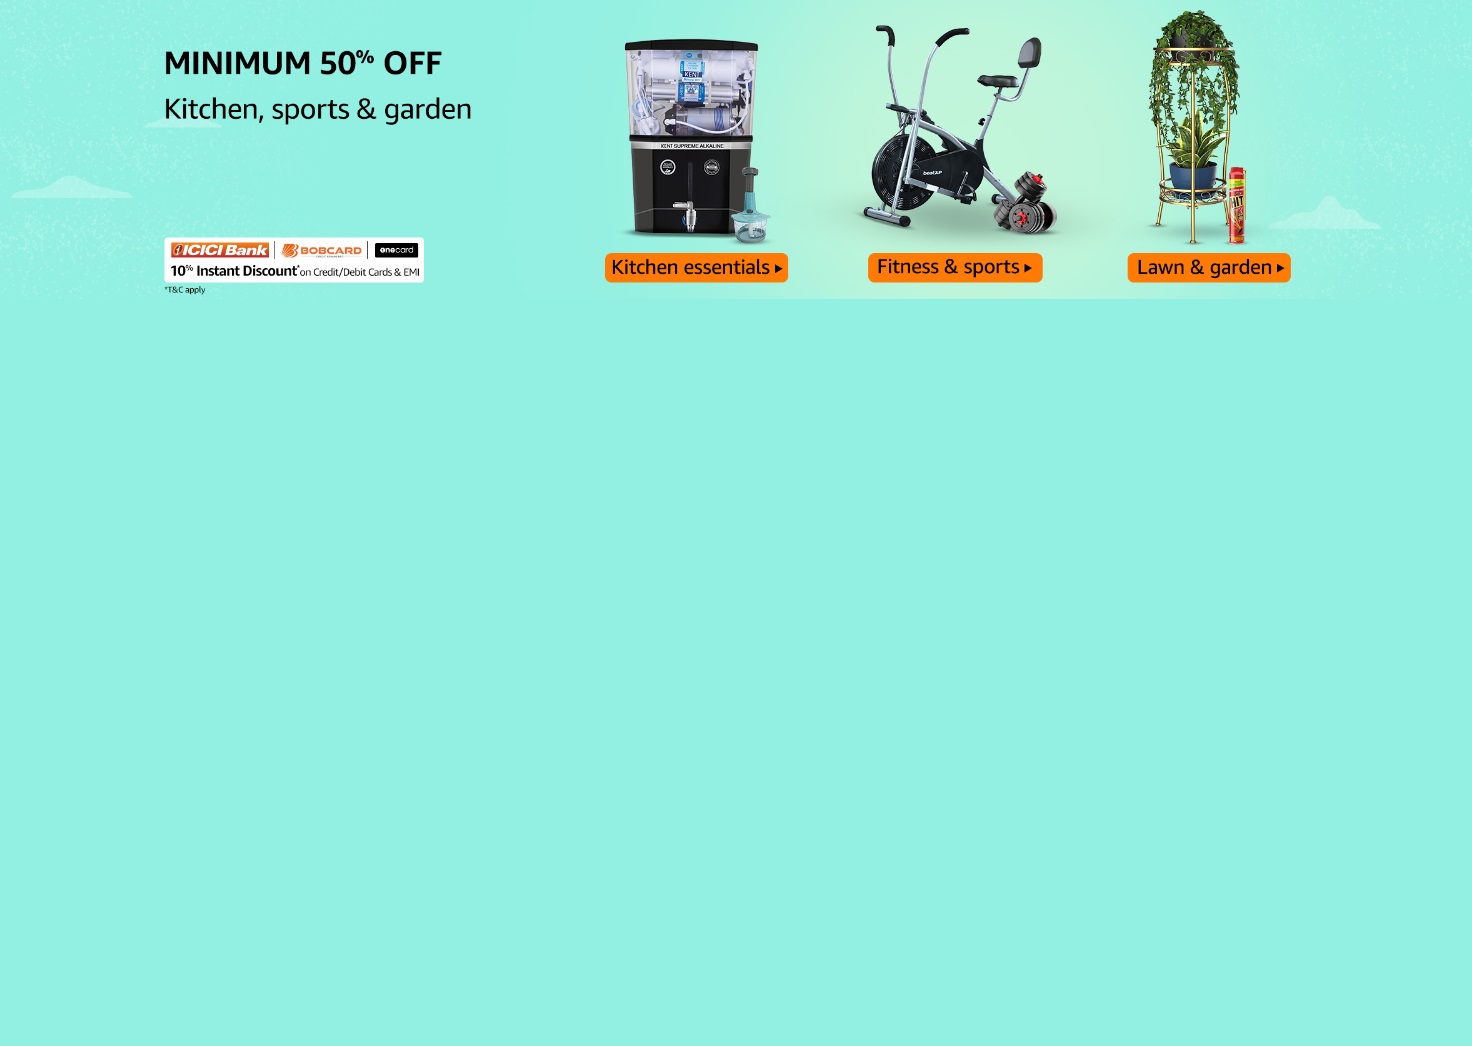 MINIMUM 50% OFF
Kitchen, sports & garden
ICICI Bank BOBCARD onecard
10% Instant Discount* on Credit/Debit Cards & EMI
*T&C apply
KENT
KENT SUPREME ALKALINE
Kitchen essentials
beatXP
Fitness & sports
HIT
Lawn & garden